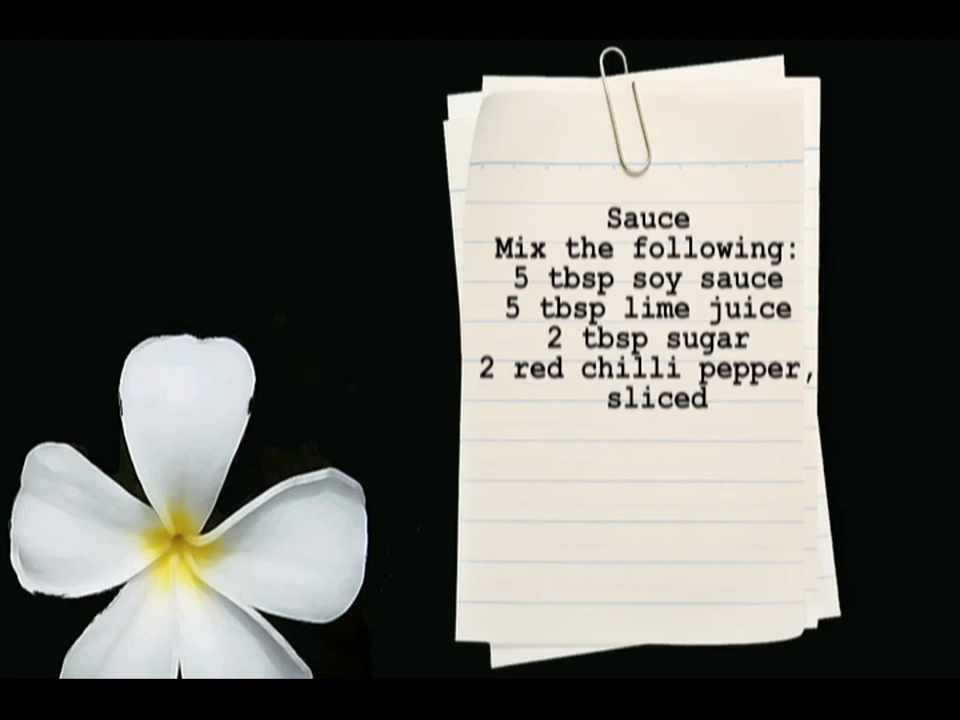 Sauce
Mix the following:
5 tbsp soy sauce
5 tbsp lime juice
2 tbsp sugar
2 red chilli pepper,
sliced